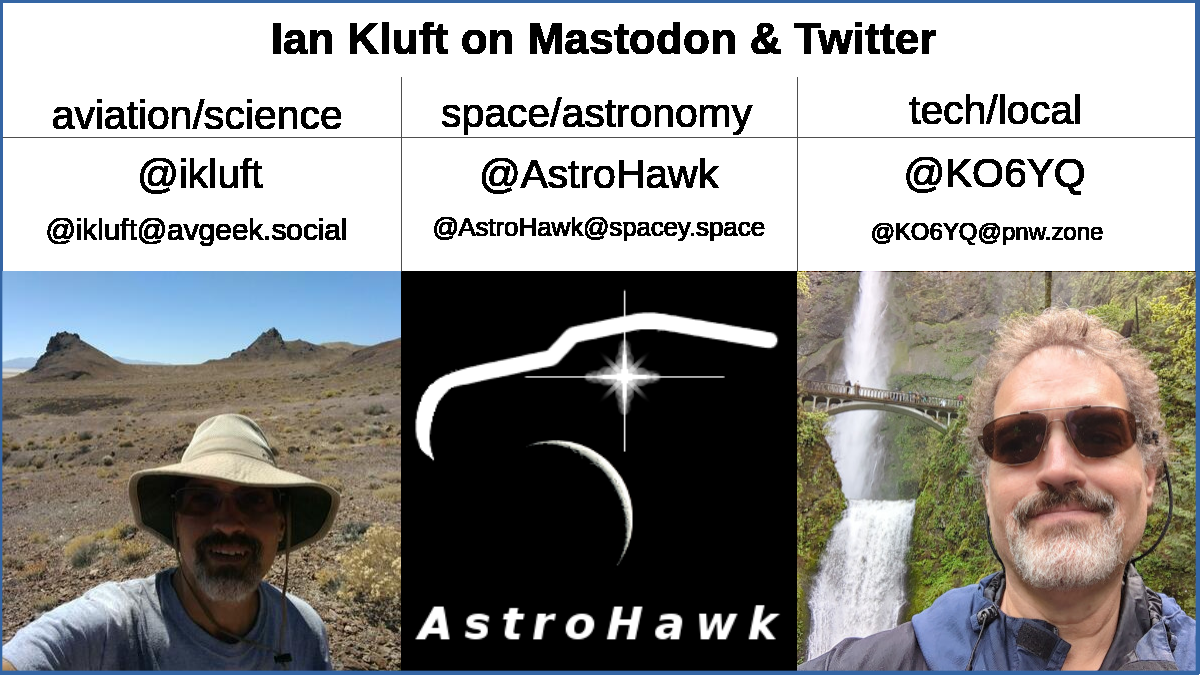 Ian Kluft on Mastodon & Twitter
aviation/science
space/astronomy
tech/local
@ikluft
@AstroHawk
@KO6YQ
@ikluft@avgeek.social
@AstroHawk@spacey.space
@KO6YQ@pnw.zone
AstroHawk